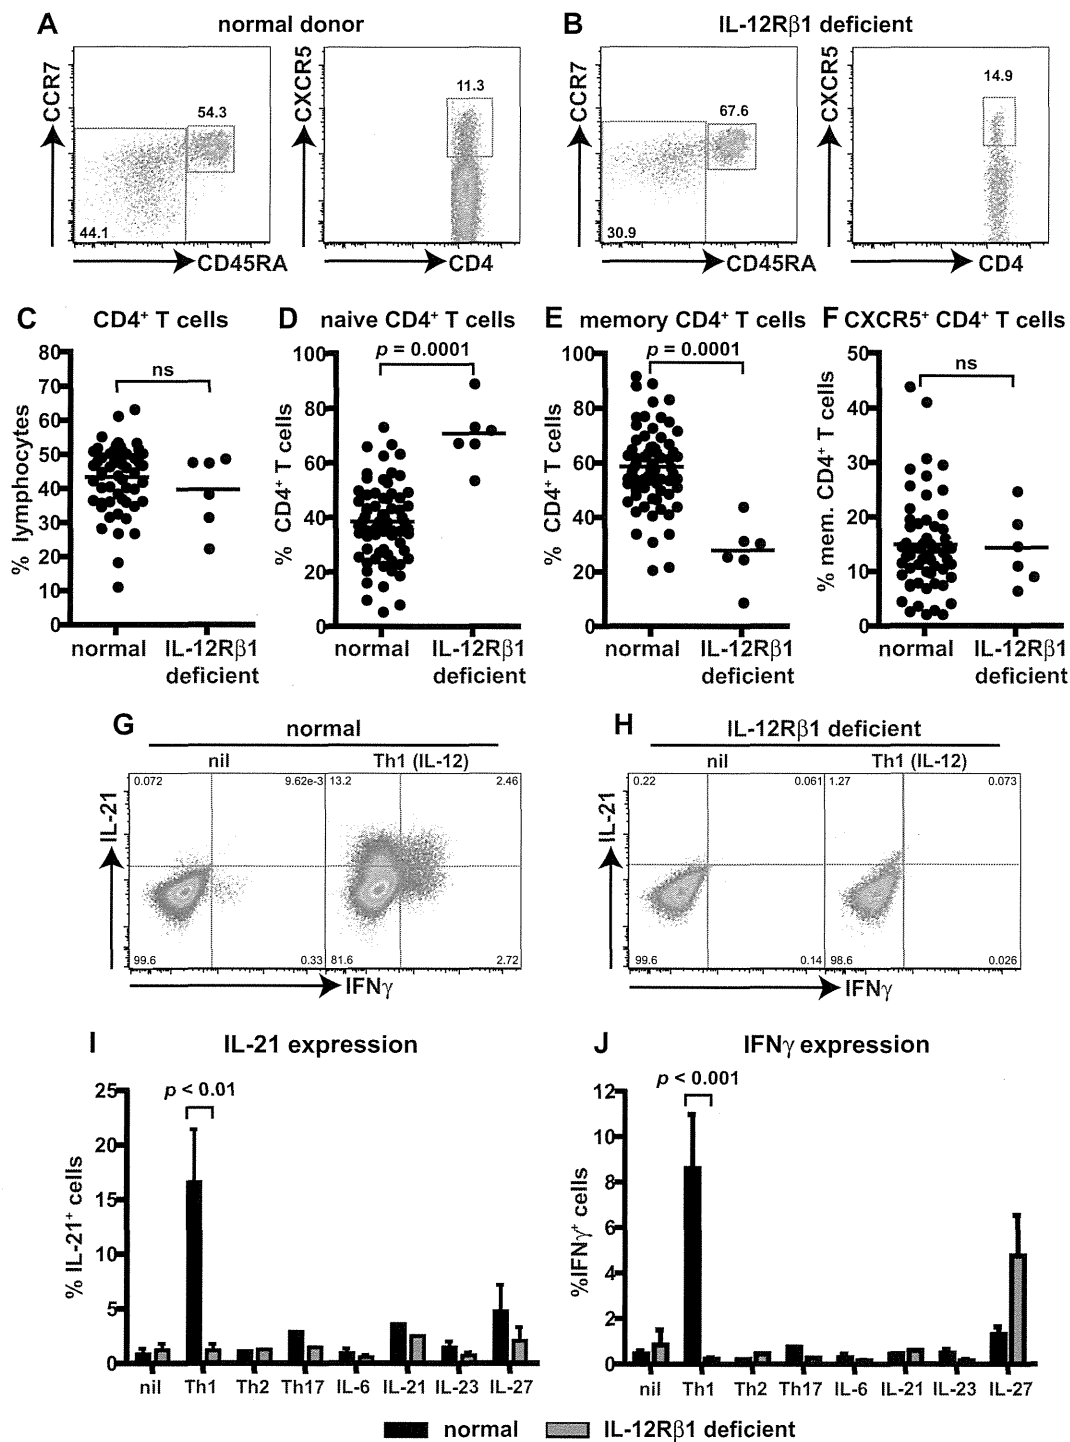 A normal donor
B IL-12Rβ1 deficient
CCR7
54.3
44.1
CD45RA
CXCR5
11.3
CD4
CCR7
67.6
30.9
CD45RA
CXCR5
14.9
CD4
C CD4+ T cells
% lymphocytes
80
70
60
50
40
30
20
10
0
ns
normal
IL-12Rβ1
deficient
D naive CD4+ T cells
% CD4+ T cells
100
80
60
40
20
0
p = 0.0001
normal
IL-12Rβ1
deficient
E memory CD4+ T cells
% CD4+ T cells
100
80
60
40
20
0
p = 0.0001
normal
IL-12Rβ1
deficient
F CXCR5+ CD4+ T cells
% mem. CD4+ T cells
50
40
30
20
10
0
ns
normal
IL-12Rβ1
deficient
G normal
nil
Th1 (IL-12)
IL-21
0.072
9.62e-3
13.2
2.46
99.6
0.33
81.6
2.72
IFNγ
H IL-12Rβ1 deficient
nil
Th1 (IL-12)
IL-21
0.22
0.061
1.27
0.073
99.6
0.14
98.6
0.026
IFNγ
I IL-21 expression
% IL-21+ cells
25
20
15
10
5
0
p < 0.01
nil Th1 Th2 Th17 IL-6 IL-21 IL-23 IL-27
J IFNγ expression
%IFNγ+ cells
12
10
8
6
4
2
0
p < 0.001
nil Th1 Th2 Th17 IL-6 IL-21 IL-23 IL-27
normal IL-12Rβ1 deficient